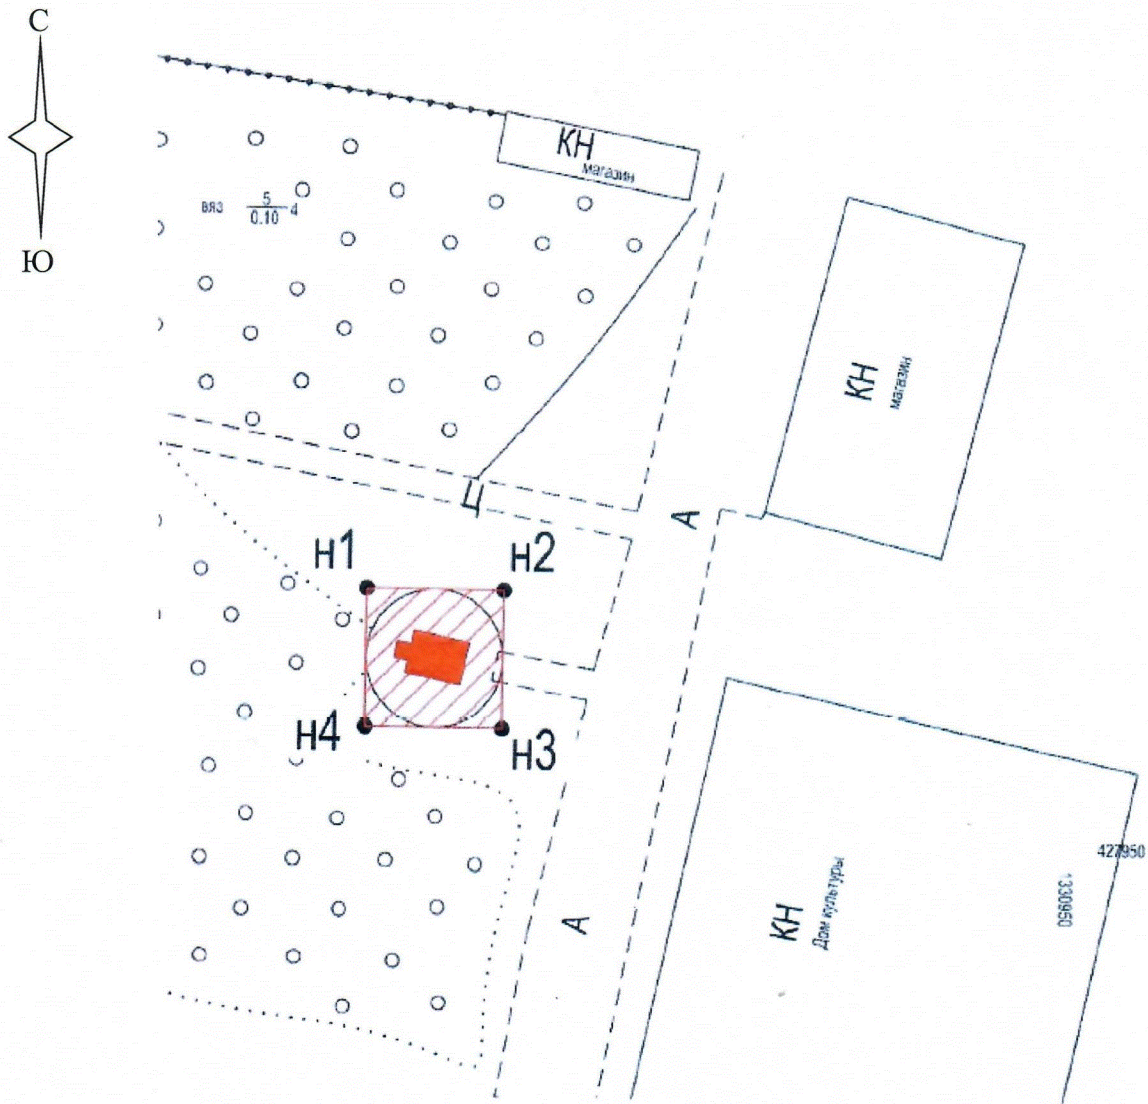 С
Ю
КН
магазин
вяз 5 4
0.10
КН
магазин
Ц
А
н1
н2
н4
н3
КН
Дом культуры
А
427950
1330950